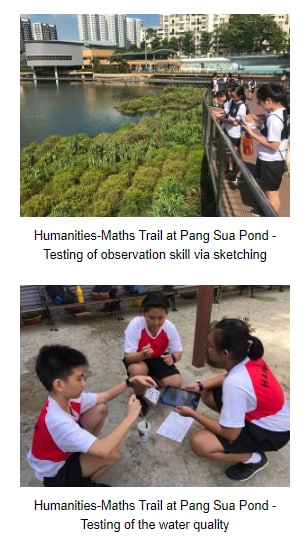 Humanities-Maths Trail at Pang Sua Pond -
Testing of observation skill via sketching
Humanities-Maths Trail at Pang Sua Pond -
Testing of the water quality